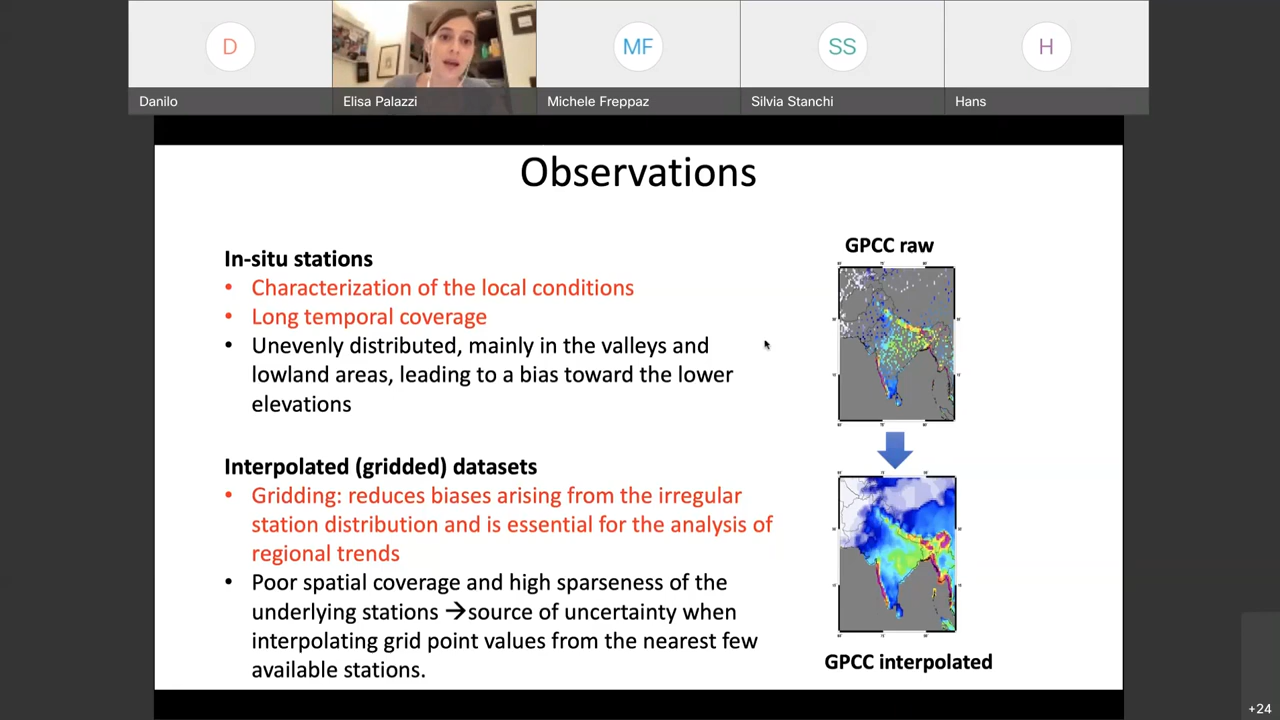 D
MF
SS
H
Danilo
Elisa Palazzi
Michele Freppaz
Silvia Stanchi
Hans
Observations
In-situ stations
• Characterization of the local conditions
• Long temporal coverage
• Unevenly distributed, mainly in the valleys and
lowland areas, leading to a bias toward the lower
elevations
Interpolated (gridded) datasets
• Gridding: reduces biases arising from the irregular
station distribution and is essential for the analysis of
regional trends
• Poor spatial coverage and high sparseness of the
underlying stations →source of uncertainty when
interpolating grid point values from the nearest few
available stations.
GPCC raw
GPCC interpolated
+24